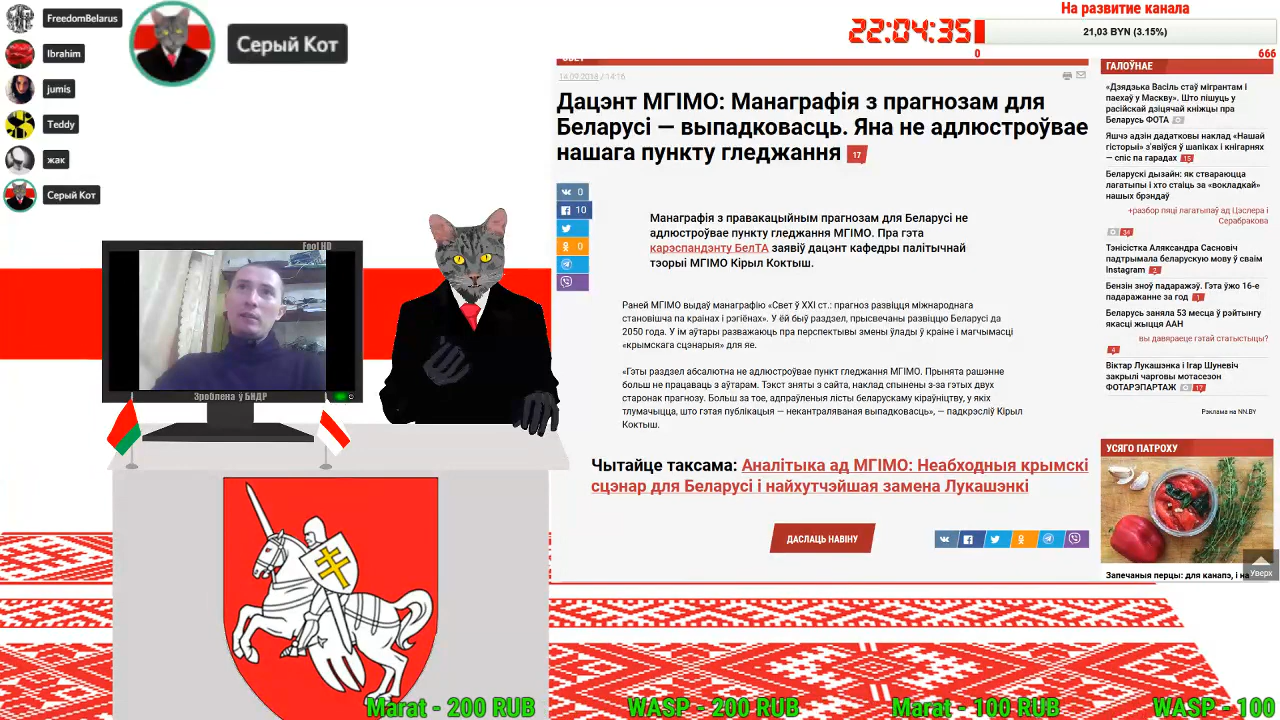 FreedomBelarus
Ibrahim
jumis
Teddy
жак
Серый Кот
Серый Кот
22:04:35
На развитие канала
21,03 BYN (3.15%)
0
666
14.09.2014 / 14:16
Дацэнт МГІМО: Манаграфія з прагнозам для
Беларусі — выпадковасць. Яна не адлюстроўвае
нашага пункту гледжання 17
0
10
0
Манаграфія з правакацыйным прагнозам для Беларусі не
адлюстроўвае пункту гледжання МГІМО. Пра гэта
карэспандэнту БелТА заявіў дацэнт кафедры палітычнай
тэорыі МГІМО Кірыл Коктыш.
Раней МГІМО выдаў манаграфію «Свет ў XXI ст.: прагноз развіцця міжнароднага
становішча па краінах і рэгіёнах». У ёй быў раздзел, прысвечаны развіццю Беларусі да
2050 года. У ім аўтары разважаюць пра перспектывы змены ўлады ў краіне і магчымасці
«крымскага сцэнарыя» для яе.
«Гэты раздзел абсалютна не адлюстроўвае пункт гледжання МГІМО. Прынята рашэнне
больш не працаваць з аўтарам. Тэкст зняты з сайта, наклад спынены з-за гэтых двух
старонак прагнозу. Больш за тое, адпраўленыя лісты беларускаму кіраўніцтву, у якіх
тлумачыцца, што гэтая публікацыя — некантраляваная выпадковасць», — падкрэсліў Кірыл
Коктыш.
Чытайце таксама: Аналітыка ад МГІМО: Неабходныя крымскі
сцэнар для Беларусі і найхутчэйшая замена Лукашэнкі
ДАСЛАЦЬ НАВІНУ
ГАЛОЎНАЕ
«Дзядзька Васіль стаў мігрантам і
паехаў у Маскву». Што пішуць у
расійскай дзіцячай кніжцы пра
Беларусь ФОТА
Яшчэ адзін дадатковы наклад «Нашай
гісторыі» з'явіўся ў шапіках і кнігарнях
— спіс па гарадах 15
Беларускі дызайн: як ствараюцца
лагатыпы і хто стаіць за «вокладкай»
нашых брэндаў
+разбор пяці лагатыпаў ад Цэслера і
Серабракова
34
Тэнісістка Аляксандра Сасновіч
падтрымала беларускую мову ў сваім
Instagram 2
Бензін зноў падаражэў. Гэта ўжо 16-е
падаражанне за год 1
Беларусь заняла 53 месца ў рэйтынгу
якасці жыцця ААН
вы давяраеце гэтай статыстыцы?
4
Віктар Лукашэнка і Ігар Шуневіч
закрылі чарговы мотасезон
ФОТАРЭПАРТАЖ 17
Рэклама на NN.BY
УСЯГО ПАТРОХУ
Уверх
Запечаныя перцы: для канапэ, і на
Fool HD
Зроблена ў БНДР
Marat - 200 RUB
WASP - 200 RUB
Marat - 100 RUB
WASP - 100